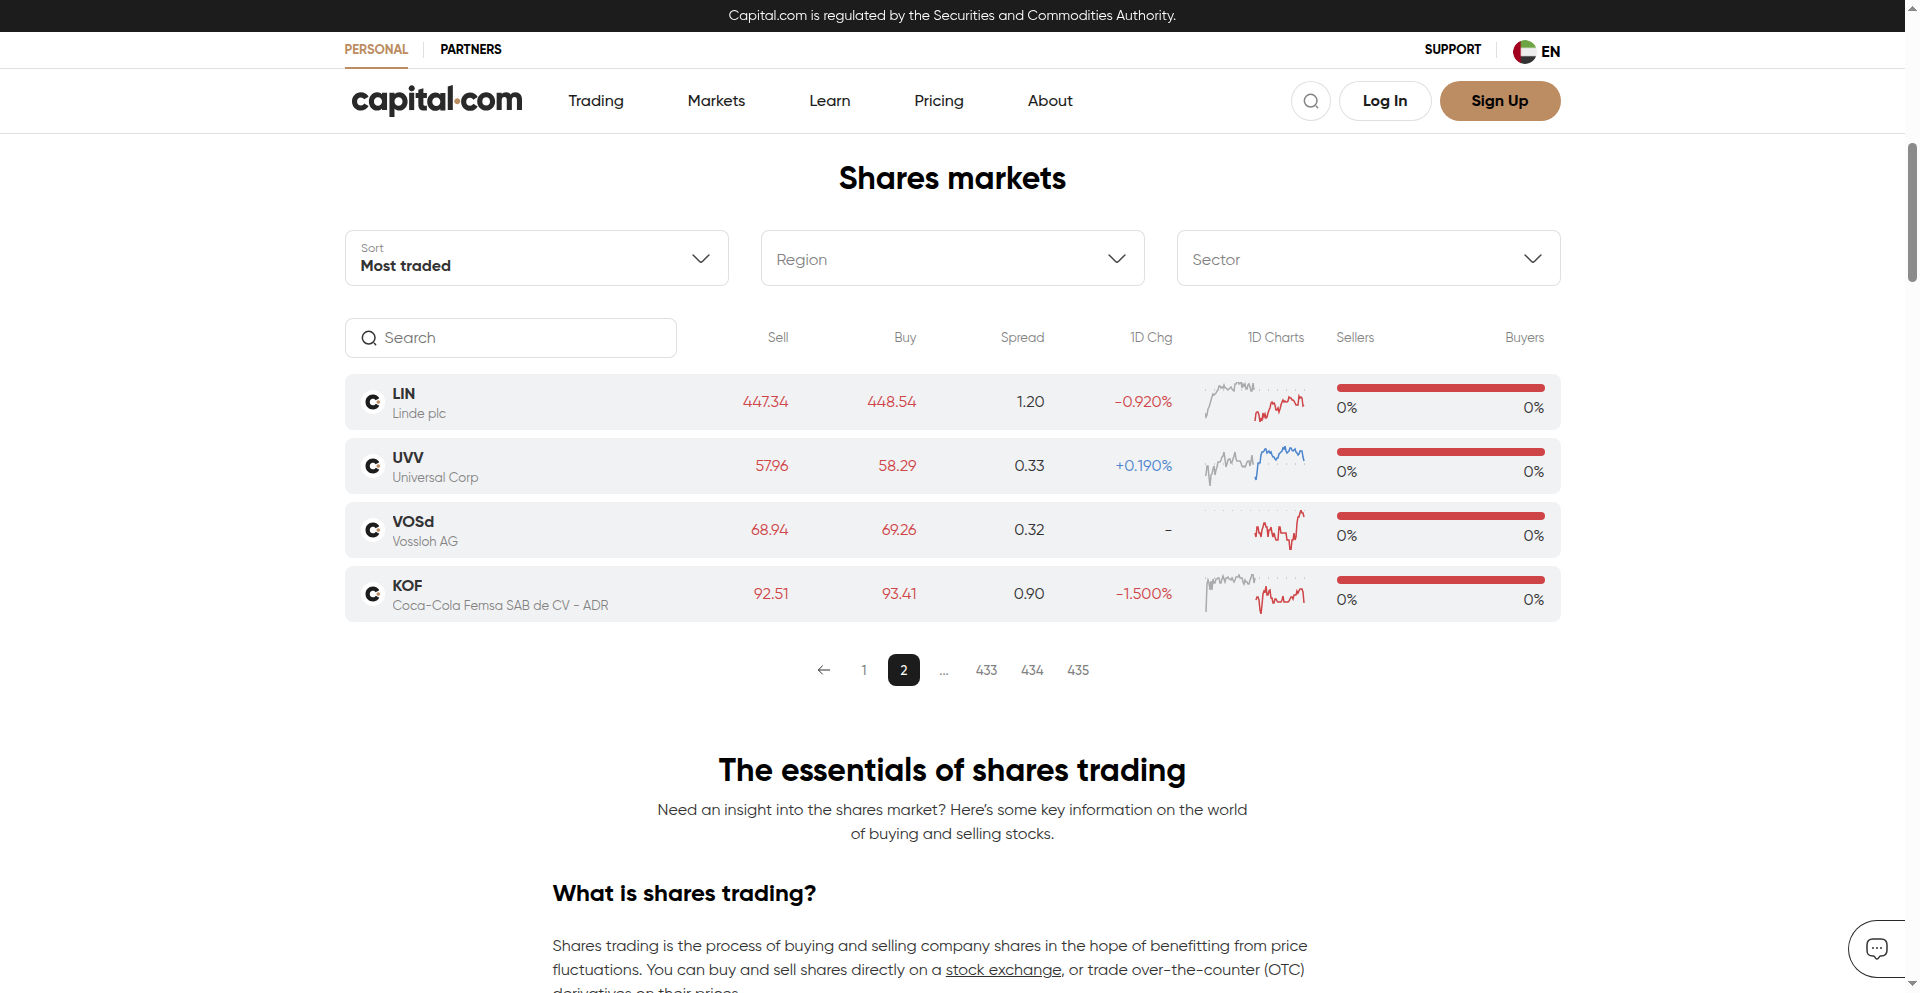 Capital.com is regulated by the Securities and Commodities Authority.
PERSONAL PARTNERS SUPPORT EN
capital.com Trading Markets Learn Pricing About Log In Sign Up
Shares markets
Sort
Most traded
Region
Sector
Search Sell Buy Spread 1D Chg 1D Charts Sellers Buyers
LIN
Linde plc
447.34 448.54 1.20 -0.920% 0% 0%
UVV
Universal Corp
57.96 58.29 0.33 +0.190% 0% 0%
VOSd
Vossloh AG
68.94 69.26 0.32 - 0% 0%
KOF
Coca-Cola Femsa SAB de CV - ADR
92.51 93.41 0.90 -1.500% 0% 0%
1 2 ... 433 434 435
The essentials of shares trading
Need an insight into the shares market? Here's some key information on the world
of buying and selling stocks.
What is shares trading?
Shares trading is the process of buying and selling company shares in the hope of benefitting from price
fluctuations. You can buy and sell shares directly on a stock exchange, or trade over-the-counter (OTC)
derivatives on their prices.